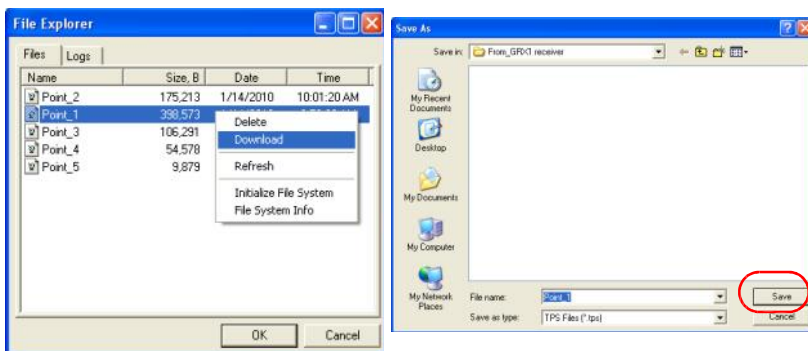 File Explorer
Files Logs
Name Size, B Date Time
Point_2 175,213 1/14/2010 10:01:20 AM
Point_1 398,573
Point_3 106,291
Point_4 54,578
Point_5 9,879
Delete
Download
Refresh
Initialize File System
File System Info
OK Cancel
Save As
Save in: From_GRX1 receiver
My Recent
Documents
Desktop
My Documents
My Computer
My Network
Places
File name: Point_1 Save
Save as type: TPS Files (*.tps) Cancel